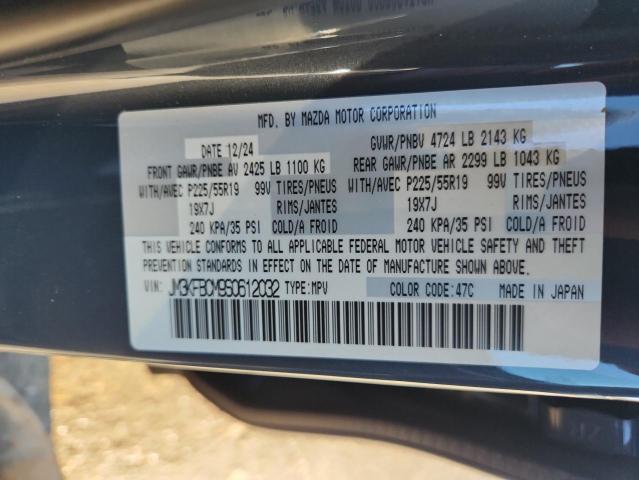 MFD. BY MAZDA MOTOR CORPORATION
DATE 12/24 GVWR/PNBV 4724 LB 2143 KG
FRONT GAWR/PNBE AV 2425 LB 1100 KG REAR GAWR/PNBE AR 2299 LB 1043 KG
WITH/AVEC P225/55R19 99V TIRES/PNEUS WITH/AVEC P225/55R19 99V TIRES/PNEUS
19X7J RIMS/JANTES 19X7J RIMS/JANTES
240 KPA/35 PSI COLD/A FROID 240 KPA/35 PSI COLD/A FROID
THIS VEHICLE CONFORMS TO ALL APPLICABLE FEDERAL MOTOR VEHICLE SAFETY AND THEFT
PREVENTION STANDARDS IN EFFECT ON THE DATE OF MANUFACTURE SHOWN ABOVE.
VIN: JM3KFBCM9S0612032 TYPE:MPV COLOR CODE:47C MADE IN JAPAN